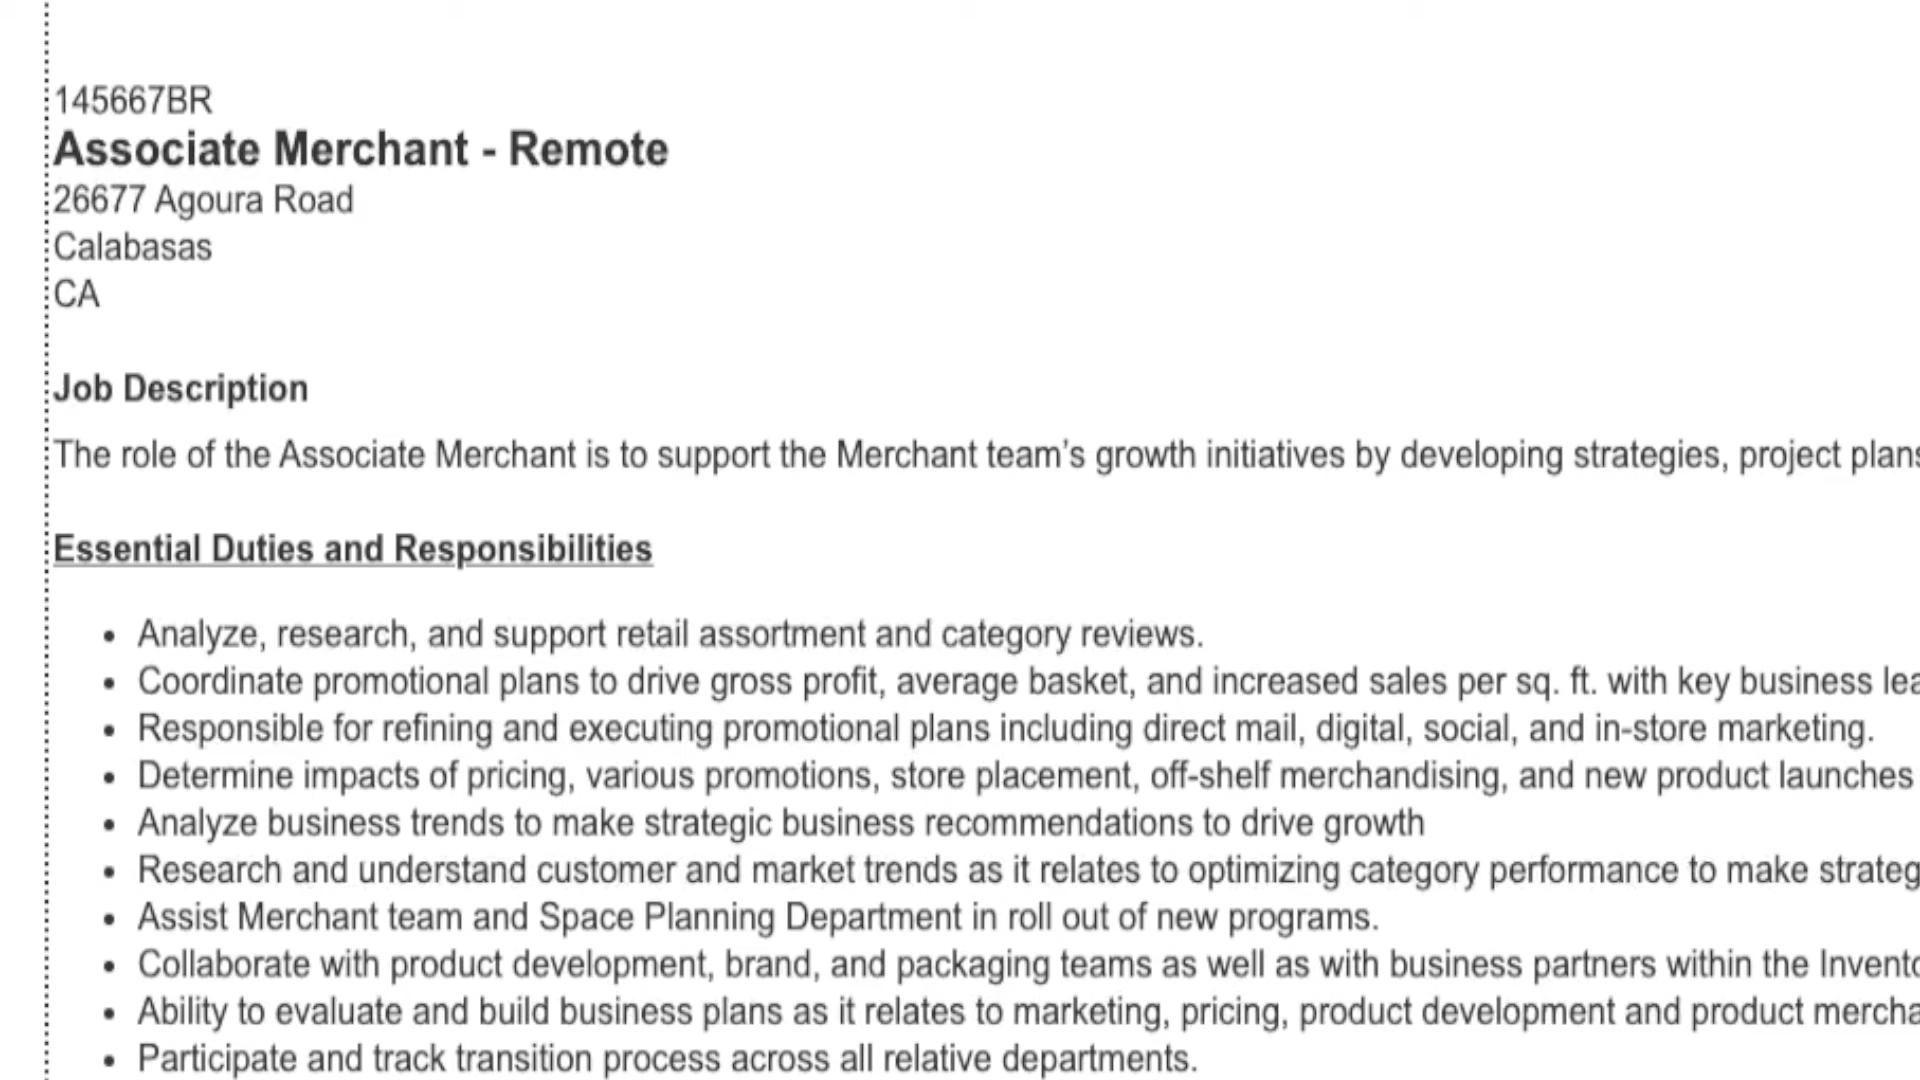 145667BR
Associate Merchant - Remote
26677 Agoura Road
Calabasas
CA
Job Description
The role of the Associate Merchant is to support the Merchant team’s growth initiatives by developing strategies, project plans
Essential Duties and Responsibilities
• Analyze, research, and support retail assortment and category reviews.
• Coordinate promotional plans to drive gross profit, average basket, and increased sales per sq. ft. with key business
• Responsible for refining and executing promotional plans including direct mail, digital, social, and in-store marketing.
• Determine impacts of pricing, various promotions, store placement, off-shelf merchandising, and new product launches
• Analyze business trends to make strategic business recommendations to drive growth
• Research and understand customer and market trends as it relates to optimizing category performance to make
• Assist Merchant team and Space Planning Department in roll out of new programs.
• Collaborate with product development, brand, and packaging teams as well as with business partners within the
• Ability to evaluate and build business plans as it relates to marketing, pricing, product development and product
• Participate and track transition process across all relative departments.